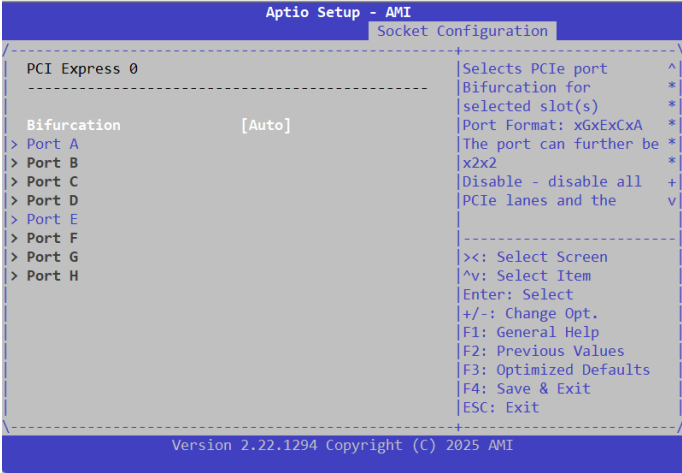 Aptio Setup - AMI
Socket Configuration
PCI Express 0
Bifurcation [Auto]
> Port A
> Port B
> Port C
> Port D
> Port E
> Port F
> Port G
> Port H
Selects PCIe port ^
Bifurcation for *
selected slot(s) *
Port Format: xGxExCxA *
The port can further be *
x2x2 *
Disable - disable all +
PCIe lanes and the v
><: Select Screen
^v: Select Item
Enter: Select
+/-: Change Opt.
F1: General Help
F2: Previous Values
F3: Optimized Defaults
F4: Save & Exit
ESC: Exit
Version 2.22.1294 Copyright (C) 2025 AMI